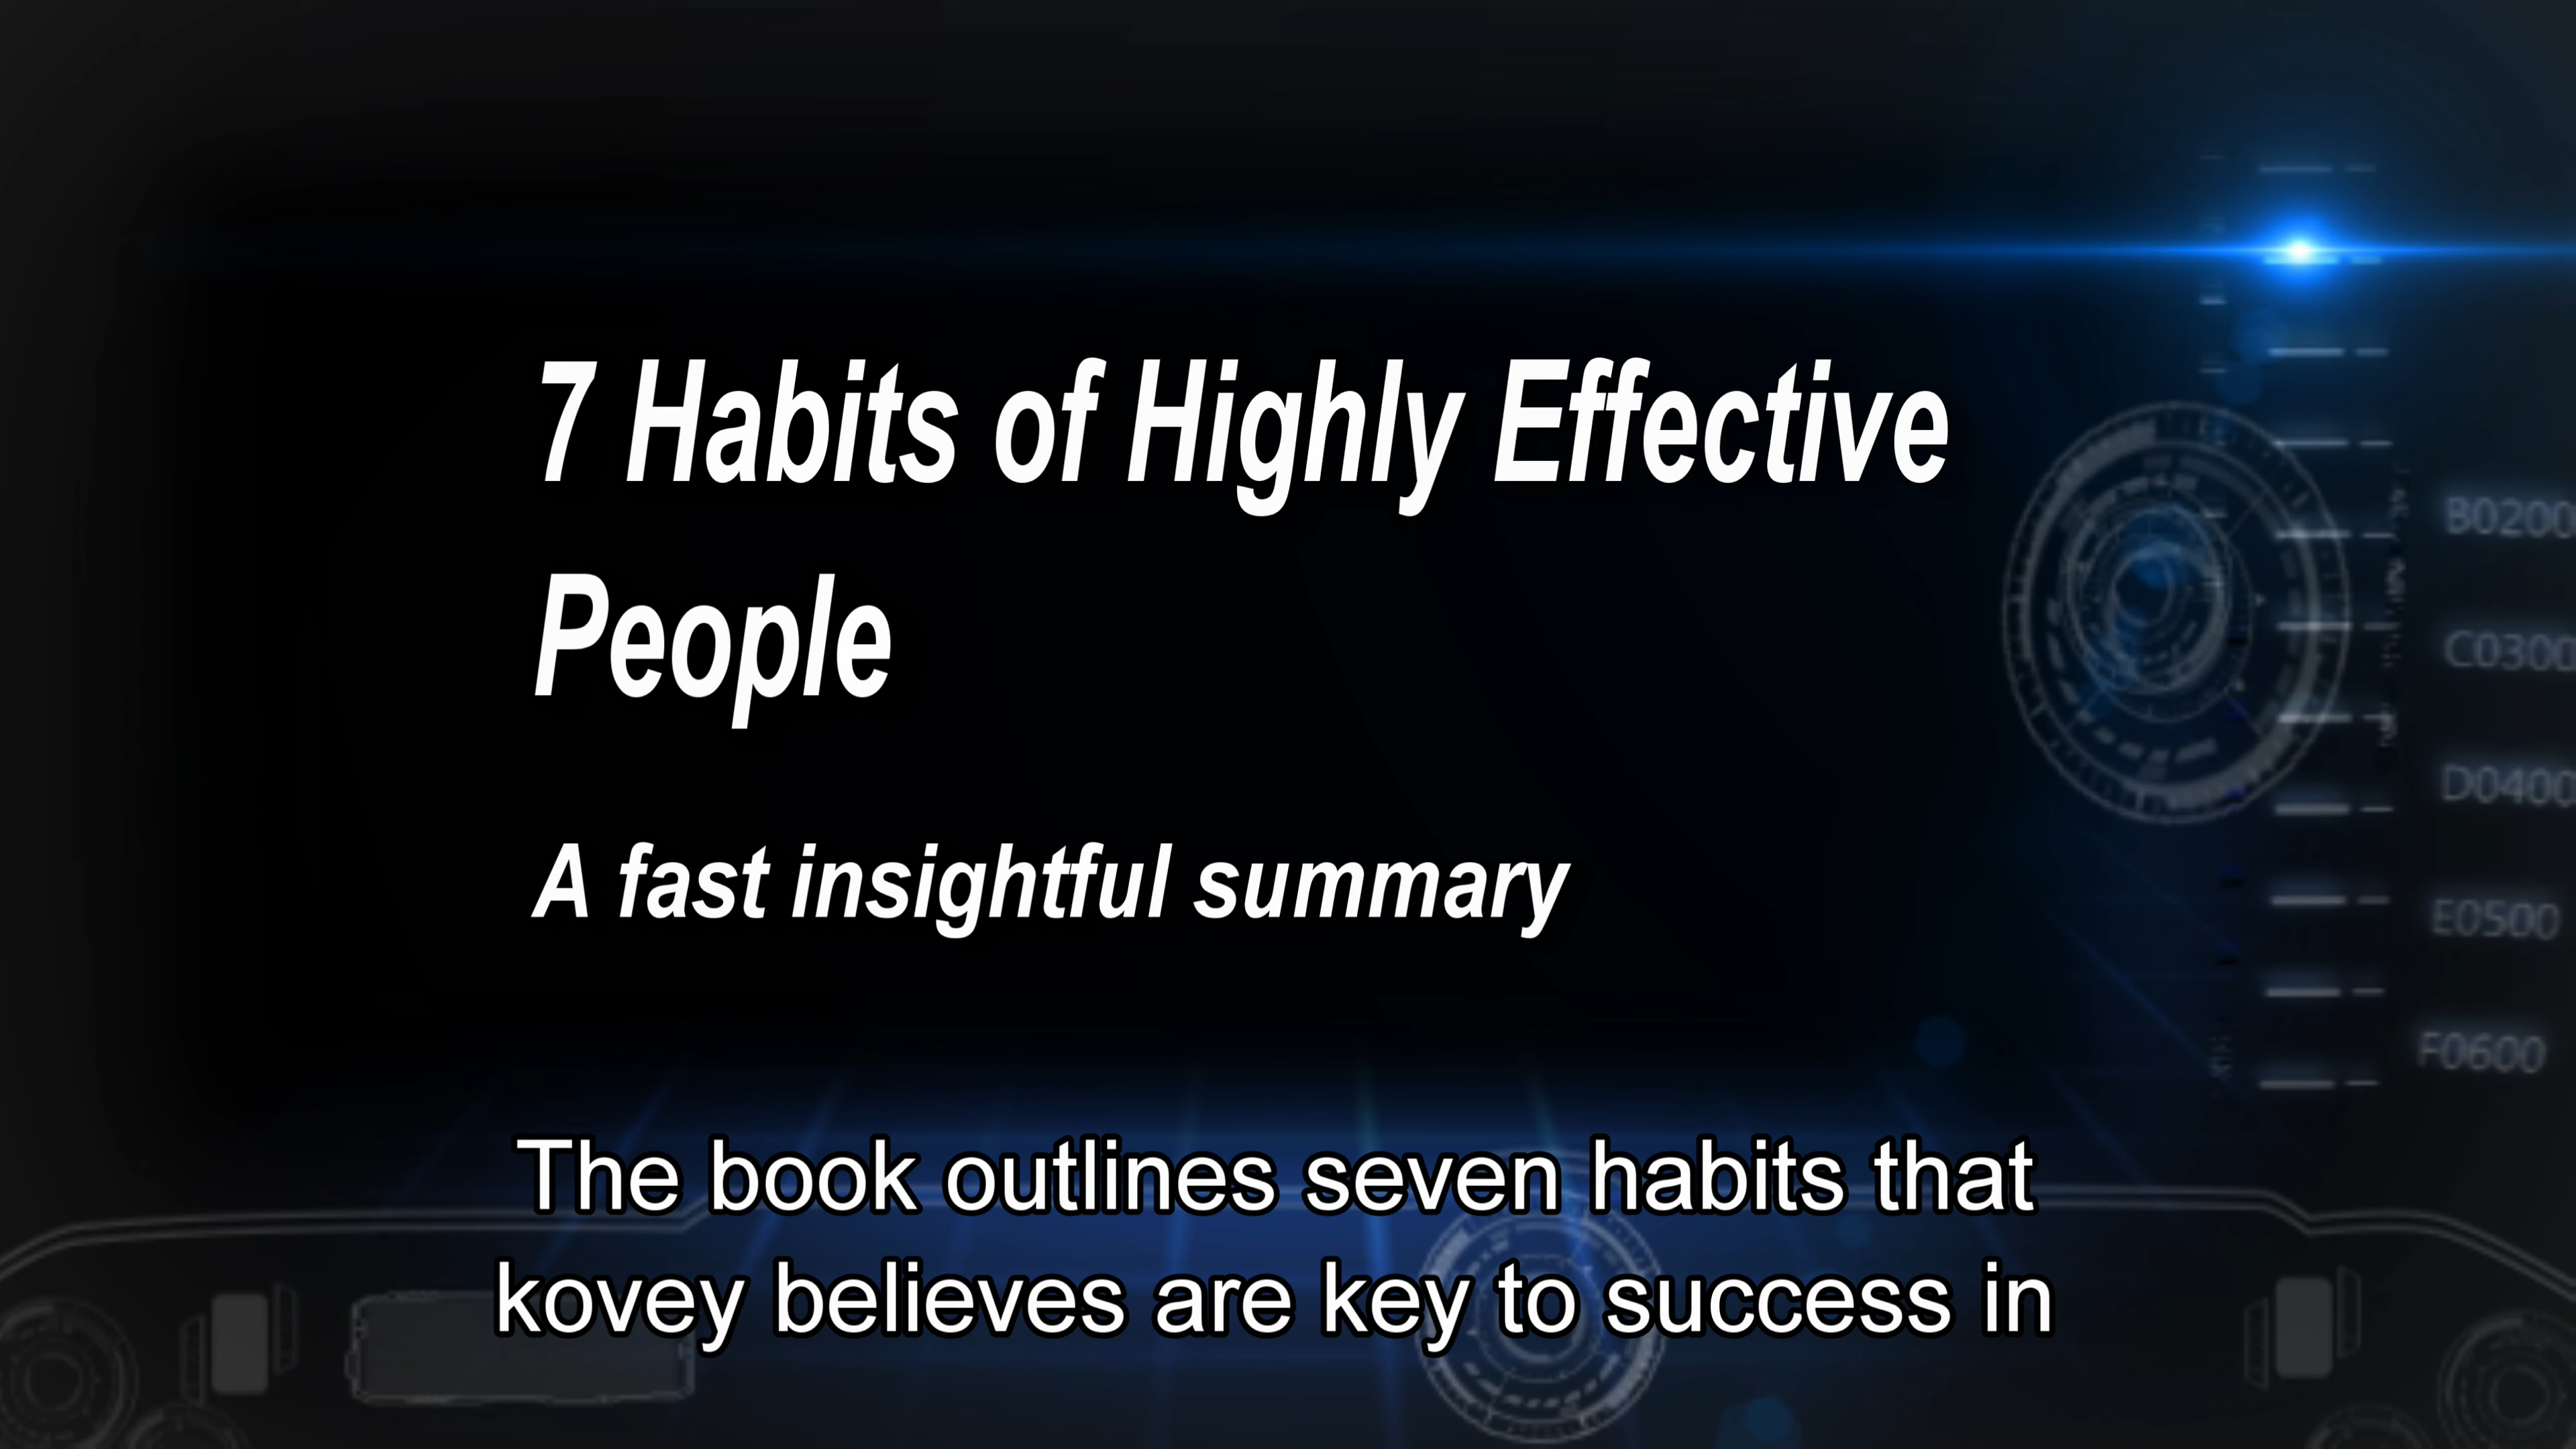 7 Habits of Highly Effective
People
A fast insightful summary
B0200
C0300
D0400
E0500
F0600
The book outlines seven habits that
kovey believes are key to success in